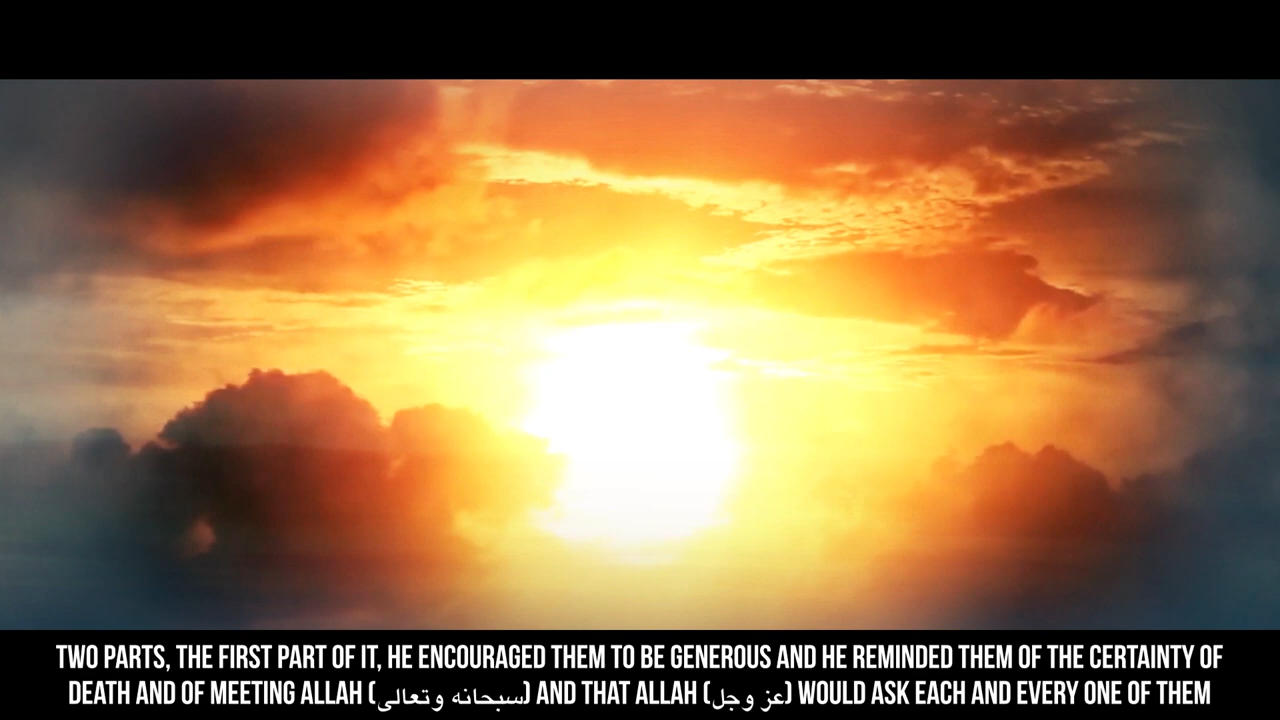 TWO PARTS, THE FIRST PART OF IT, HE ENCOURAGED THEM TO BE GENEROUS AND HE REMINDED THEM OF THE CERTAINTY OF
DEATH AND OF MEETING ALLAH (سبحانه وتعالى) AND THAT ALLAH (عز وجل) WOULD ASK EACH AND EVERY ONE OF THEM